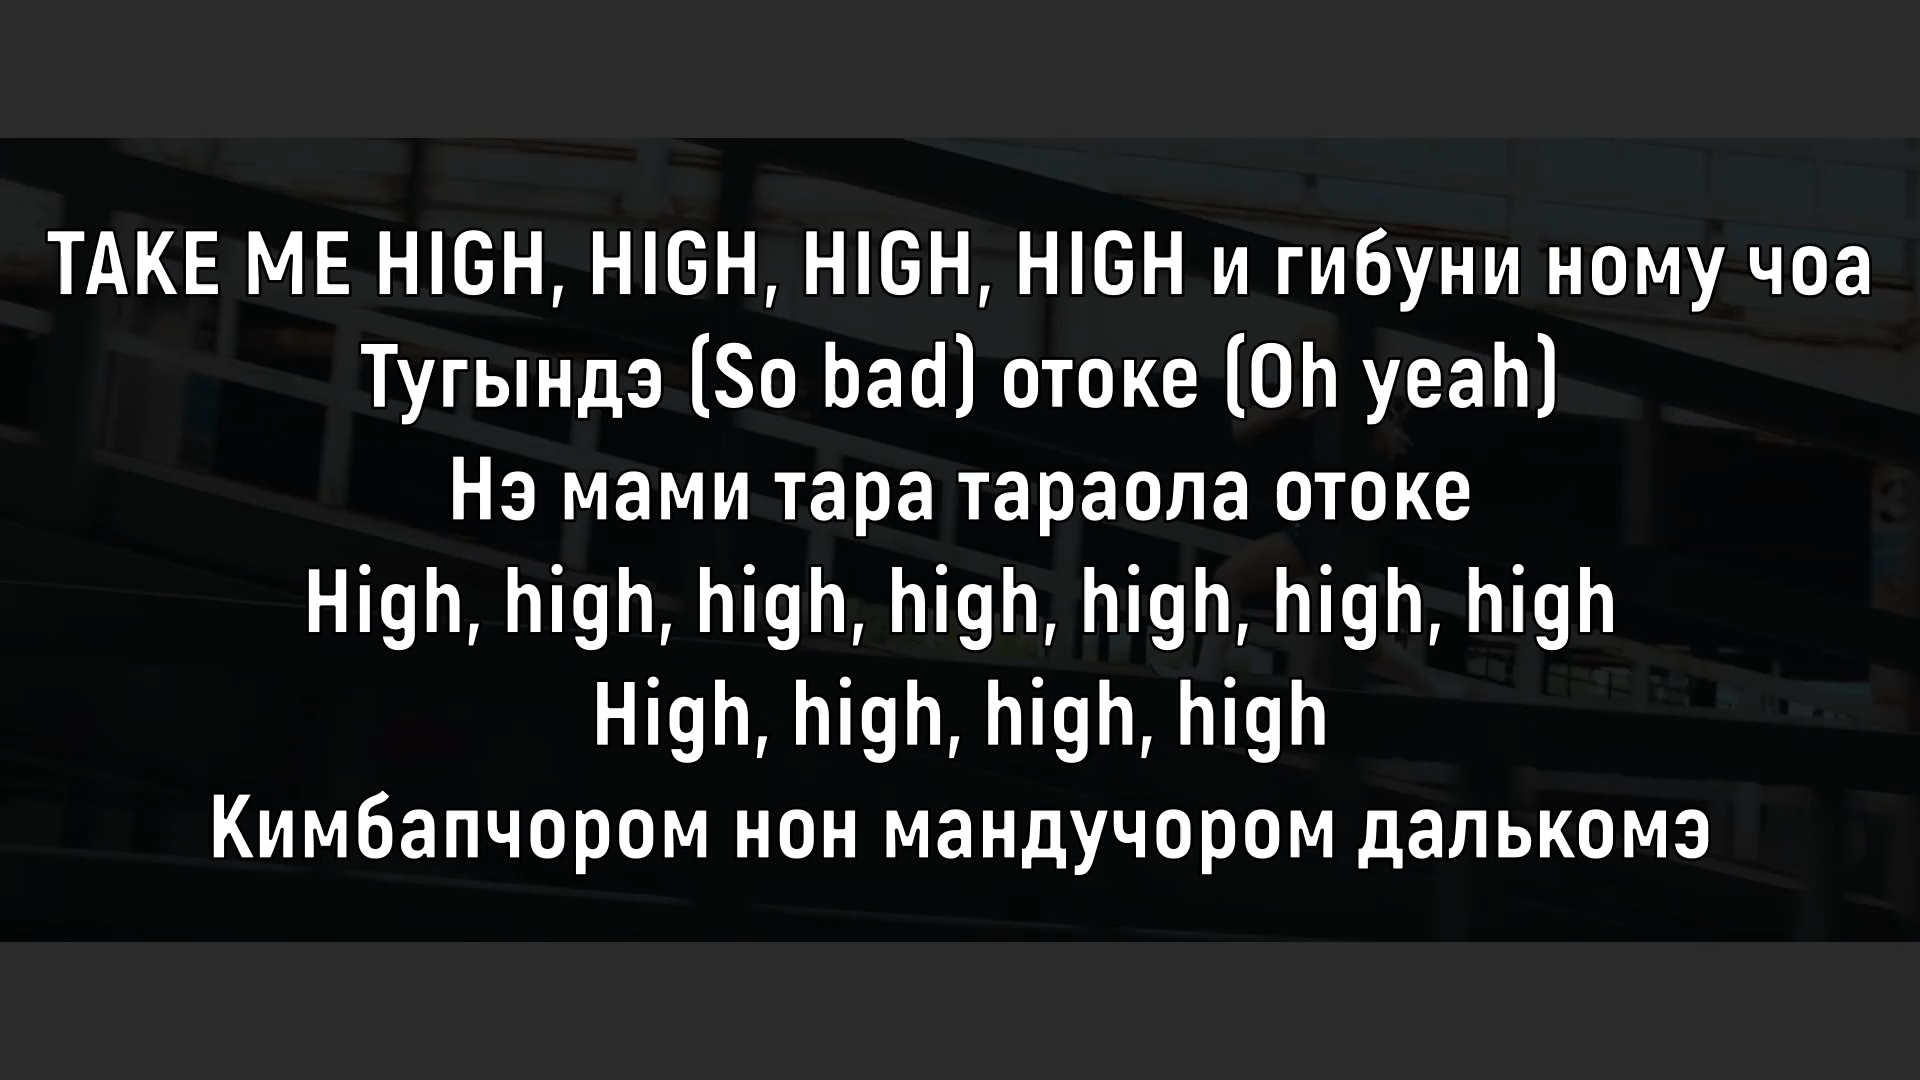 TAKE ME HIGH, HIGH, HIGH, HIGH и гибуни ному чоа
Тугындэ (So bad) отоке (Oh yeah)
Нэ мами тара тараола отоке
High, high, high, high, high, high, high
High, high, high, high
Кимбапчором нон мандучором далькомэ